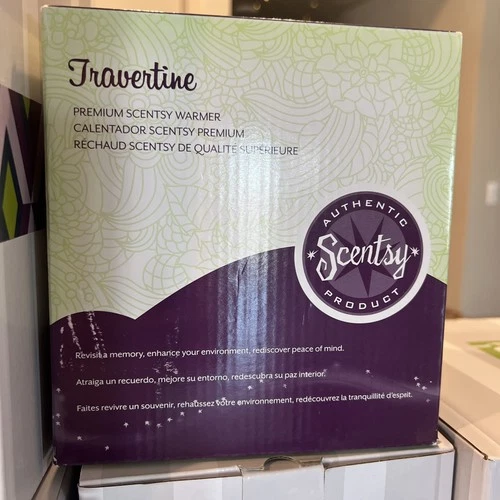 Travertine
PREMIUM SCENTSY WARMER
CALENTADOR SCENTSY PREMIUM
RÉCHAUD SCENTSY DE QUALITÉ SUPÉRIEURE
AUTHENTIC
Scentsy
PRODUCT
Revisit a memory, enhance your environment, rediscover peace of mind.
Atraiga un recuerdo, mejore su entorno, redescubra su paz interior.
Faites revivre un souvenir, rehaussez votre environnement, redécouvrez la tranquillité d'esprit.